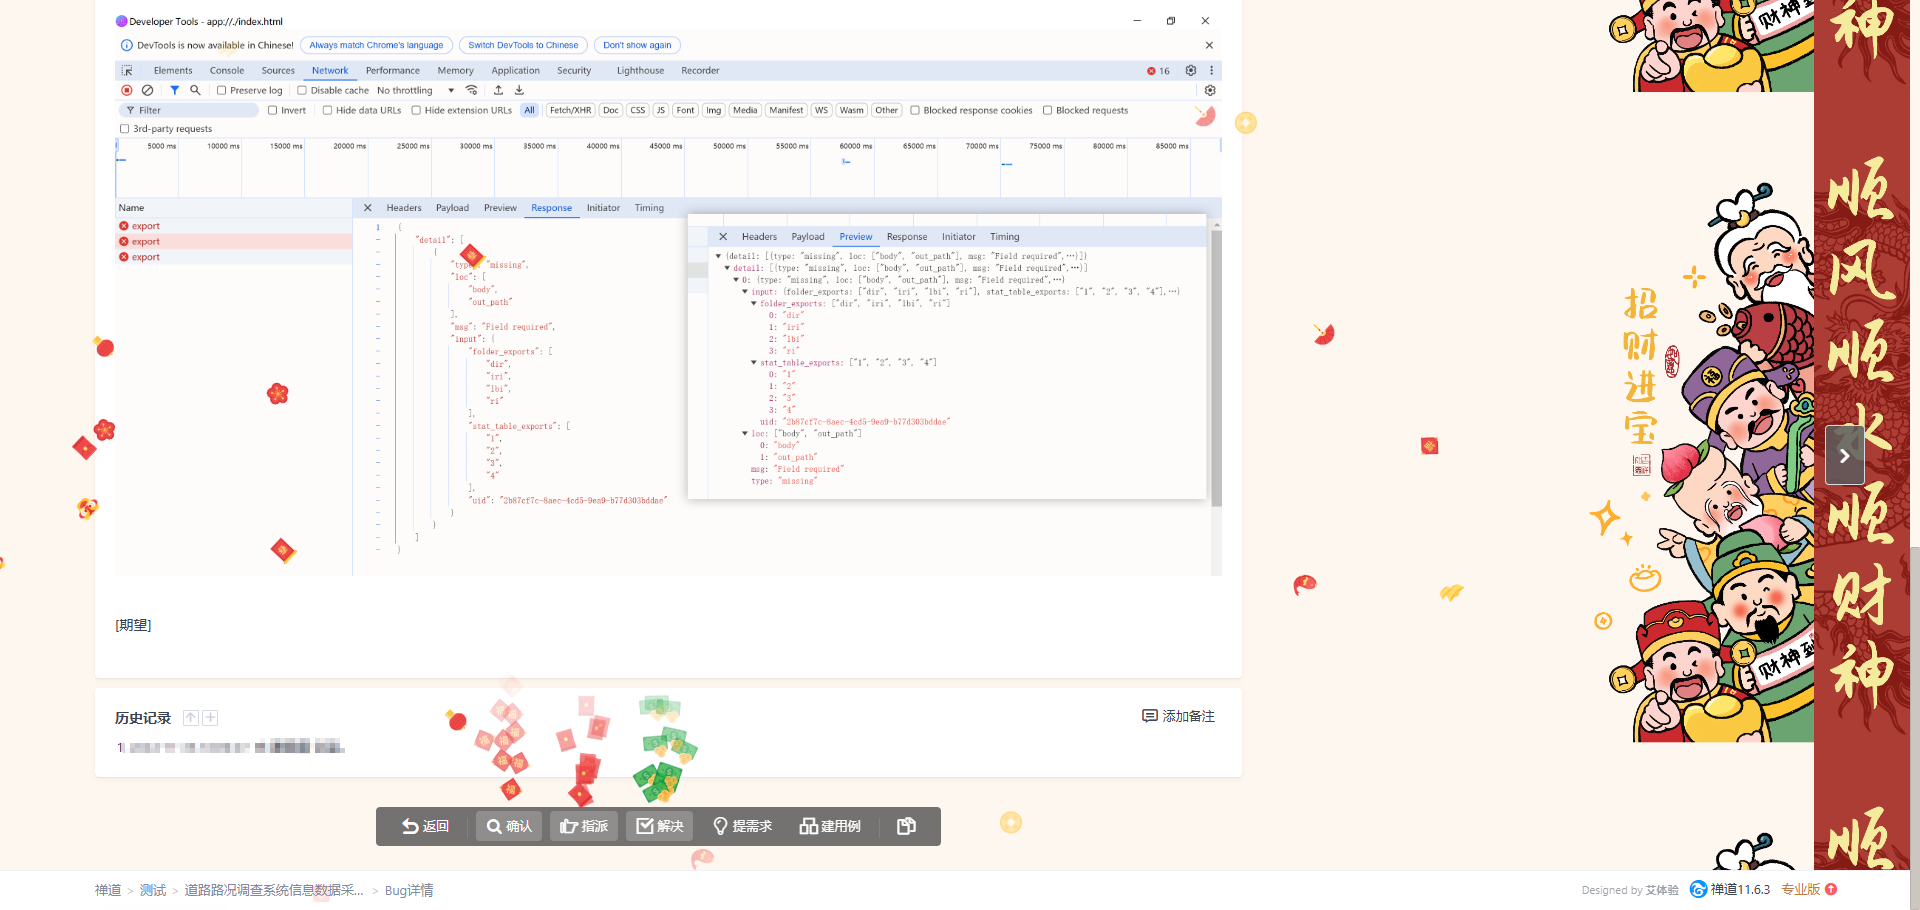 Developer Tools - app://./index.html
DevTools is now available in Chinese! Always match Chrome's language Switch DevTools to Chinese Don't show again
Elements Console Sources Network Performance Memory Application Security Lighthouse Recorder 16
Preserve log Disable cache No throttling
Filter Invert Hide data URLs Hide extension URLs All Fetch/XHR Doc CSS JS Font Img Media Manifest WS Wasm Other Blocked response cookies Blocked requests
3rd-party requests
5000 ms 10000 ms 15000 ms 20000 ms 25000 ms 30000 ms 35000 ms 40000 ms 45000 ms 50000 ms 55000 ms 60000 ms 65000 ms 70000 ms 75000 ms 80000 ms 85000 ms
Name
export
export
export
Headers Payload Preview Response Initiator Timing
1 {
"detail": [
{
"type": "missing",
"loc": [
"body",
"out_path"
],
"msg": "Field required",
"input": {
"folder_exports": [
"dir",
"iri",
"lbi",
"ri"
],
"stat_table_exports": [
"1",
"2",
"3",
"4"
],
"uid": "2b87cf7c-8aec-4cd5-9ea9-b77d303bddae"
}
}
]
}
Headers Payload Preview Response Initiator Timing
{detail: [{type: "missing", loc: ["body", "out_path"], msg: "Field required",…}]}
detail: [{type: "missing", loc: ["body", "out_path"], msg: "Field required",…}]
0: {type: "missing", loc: ["body", "out_path"], msg: "Field required",…}
input: {folder_exports: ["dir", "iri", "lbi", "ri"], stat_table_exports: ["1", "2", "3", "4"],…}
folder_exports: ["dir", "iri", "lbi", "ri"]
0: "dir"
1: "iri"
2: "lbi"
3: "ri"
stat_table_exports: ["1", "2", "3", "4"]
0: "1"
1: "2"
2: "3"
3: "4"
uid: "2b87cf7c-8aec-4cd5-9ea9-b77d303bddae"
loc: ["body", "out_path"]
0: "body"
1: "out_path"
msg: "Field required"
type: "missing"
[期望]
历史记录
添加备注
返回 确认 指派 解决 提需求 建用例
禅道 > 测试 > 道路路况调查系统信息数据采... > Bug详情
Designed by 艾体验 禅道11.6.3 专业版
招财进宝
财神到
财神到
神
顺风顺水顺财神
顺